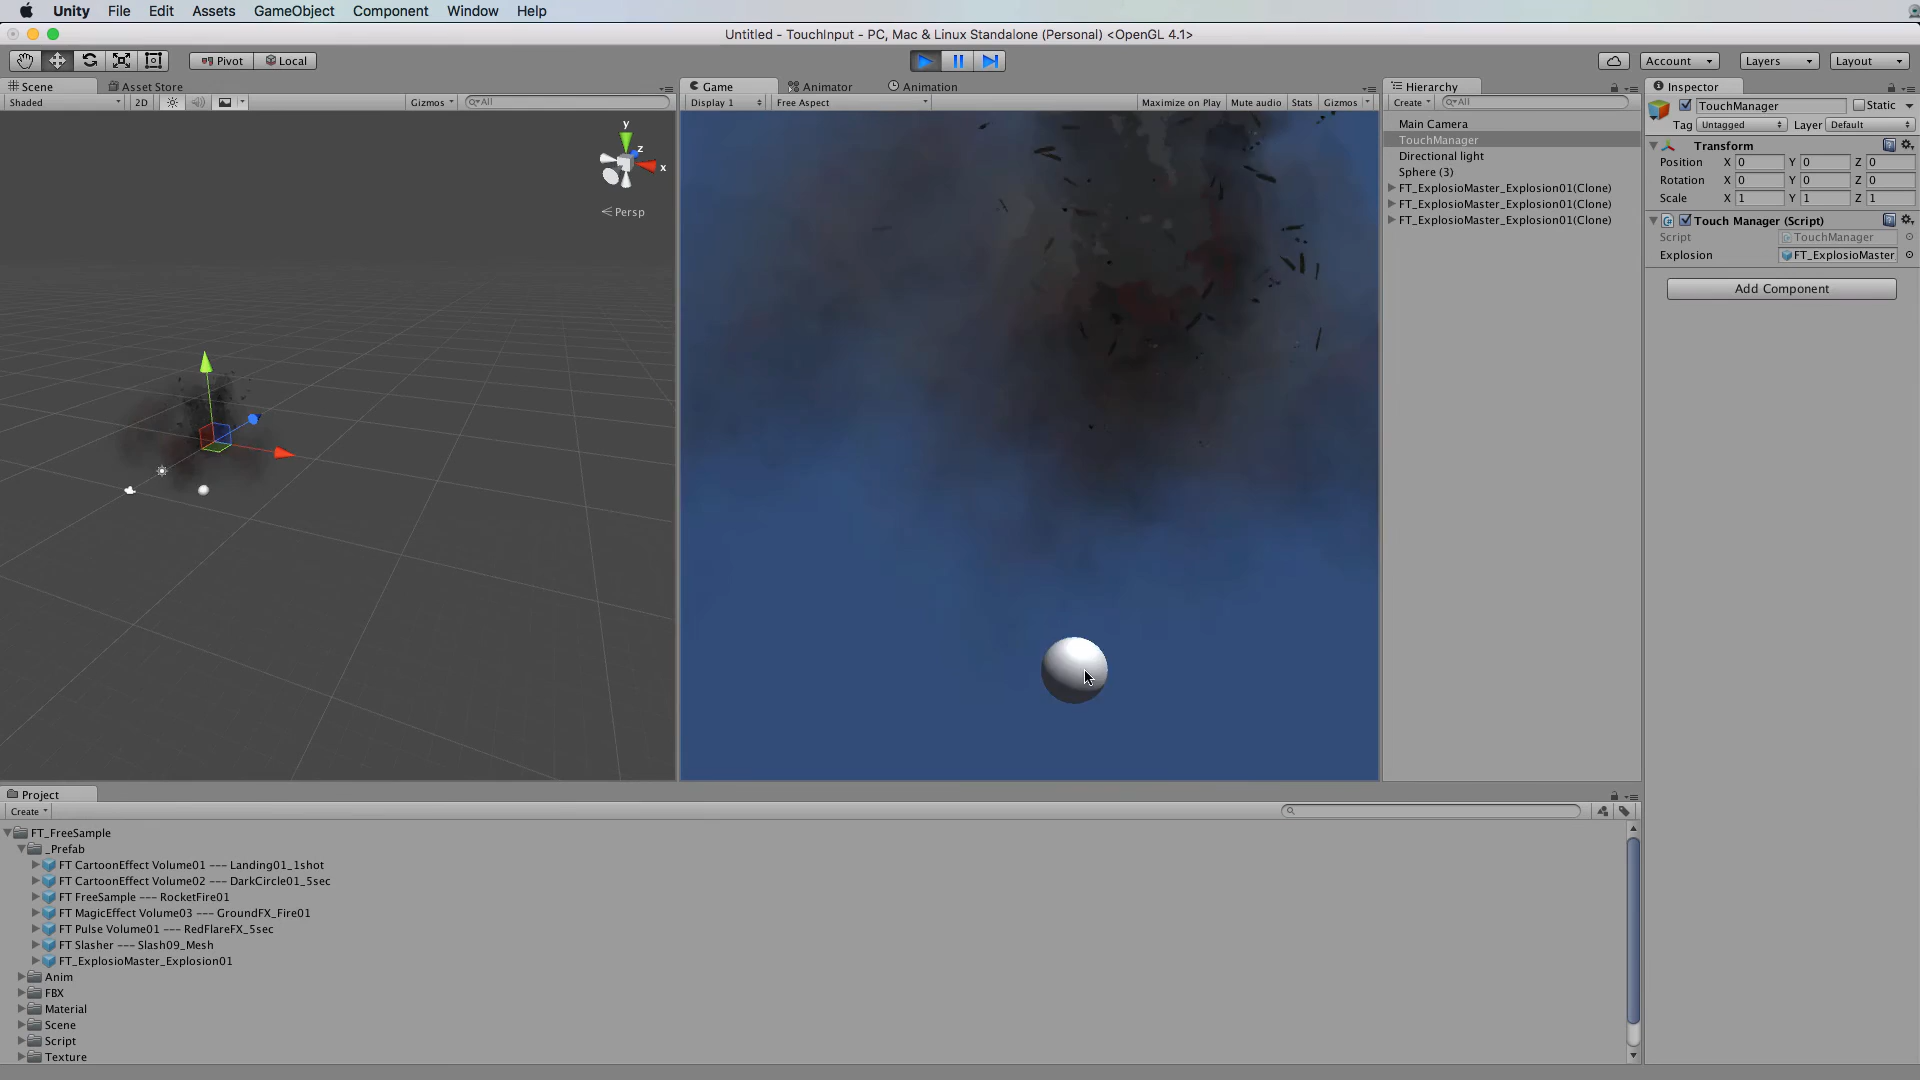 Unity File Edit Assets GameObject Component Window Help
Untitled - TouchInput - PC, Mac & Linux Standalone (Personal) <OpenGL 4.1>
Pivot Local Account Layers Layout
Scene Asset Store
Shaded 2D Gizmos All
y
z
x
Persp
Game Animator Animation
Display 1 Free Aspect Maximize on Play Mute audio Stats Gizmos
Hierarchy
Create All
Main Camera
TouchManager
Directional light
Sphere (3)
FT_ExplosioMaster_Explosion01(Clone)
FT_ExplosioMaster_Explosion01(Clone)
FT_ExplosioMaster_Explosion01(Clone)
Inspector
TouchManager Static
Tag Untagged Layer Default
Transform
Position X 0 Y 0 Z 0
Rotation X 0 Y 0 Z 0
Scale X 1 Y 1 Z 1
Touch Manager (Script)
Script TouchManager
Explosion FT_ExplosioMaster
Add Component
Project
Create
FT_FreeSample
_Prefab
FT CartoonEffect Volume01 --- Landing01_1shot
FT CartoonEffect Volume02 --- DarkCircle01_5sec
FT FreeSample --- RocketFire01
FT MagicEffect Volume03 --- GroundFX_Fire01
FT Pulse Volume01 --- RedFlareFX_5sec
FT Slasher --- Slash09_Mesh
FT_ExplosioMaster_Explosion01
Anim
FBX
Material
Scene
Script
Texture